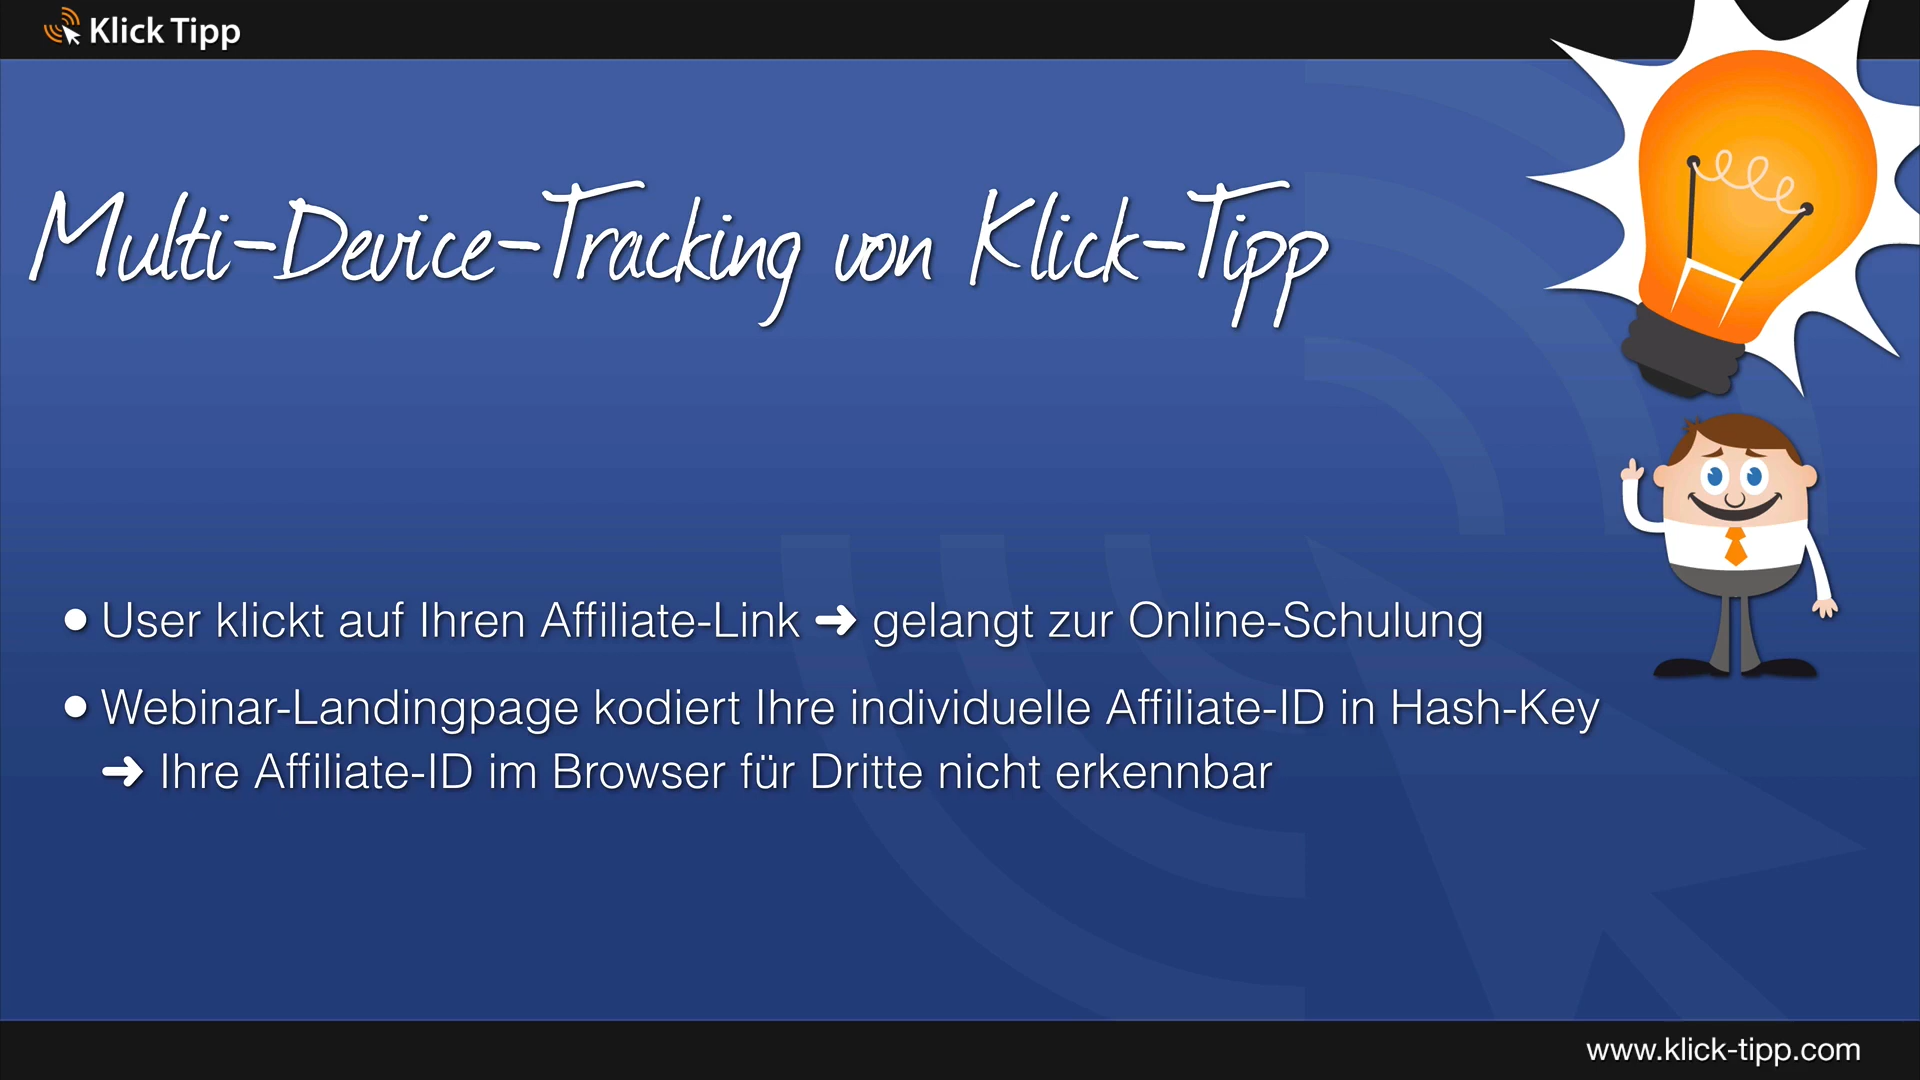 Klick Tipp
Multi-Device-Tracking von Klick-Tipp
• User klickt auf Ihren Affiliate-Link ➜ gelangt zur Online-Schulung
• Webinar-Landingpage kodiert Ihre individuelle Affiliate-ID in Hash-Key
➜ Ihre Affiliate-ID im Browser für Dritte nicht erkennbar
www.klick-tipp.com